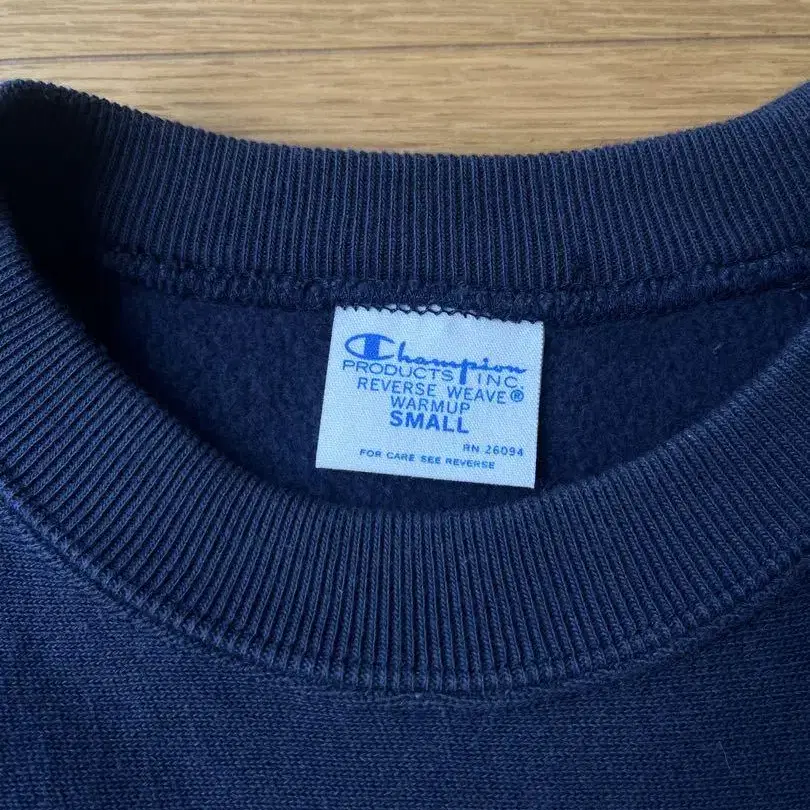 Champion
PRODUCTS INC.
REVERSE WEAVE®
WARMUP
SMALL
RN 26094
FOR CARE SEE REVERSE